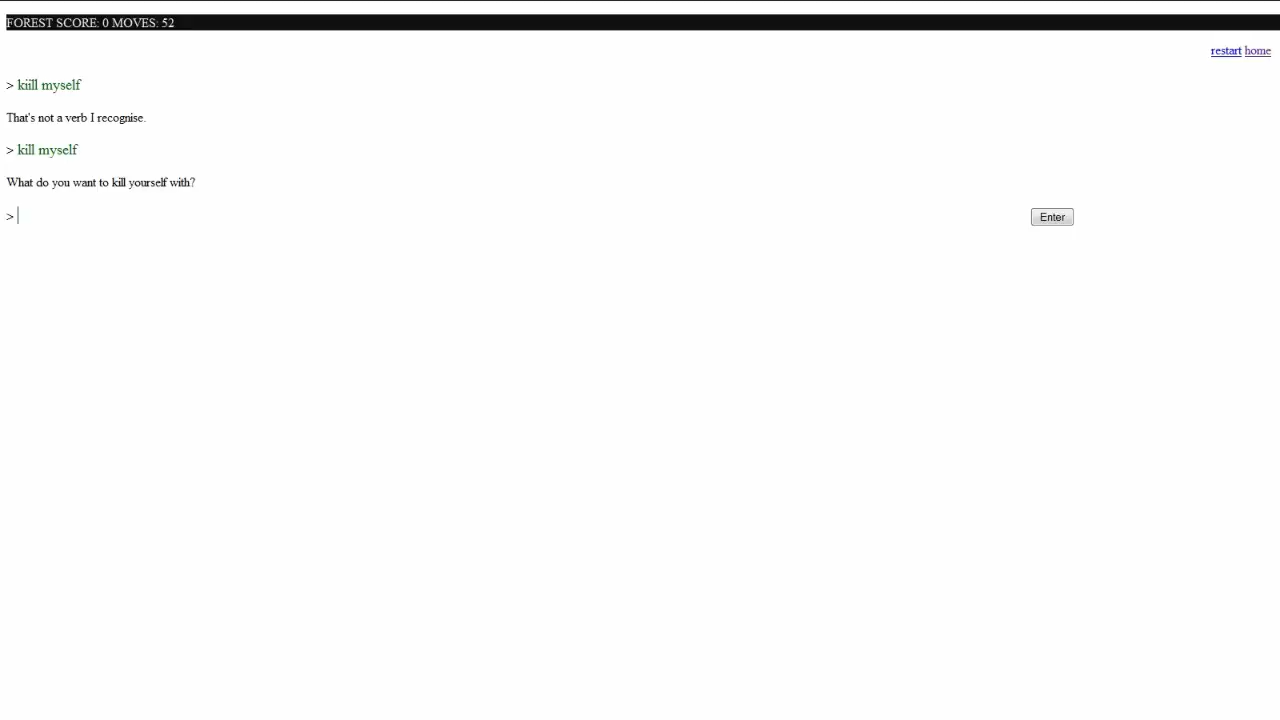 FOREST SCORE: 0 MOVES: 52
restart home
> kiill myself
That's not a verb I recognise.
> kill myself
What do you want to kill yourself with?
>
Enter